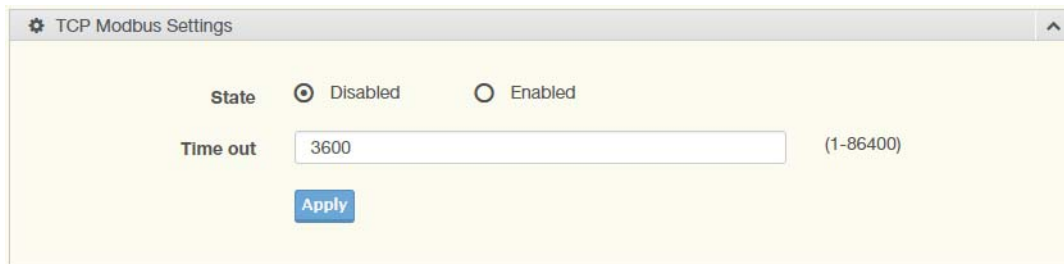 TCP Modbus Settings
State Disabled Enabled
Time out 3600 (1-86400)
Apply